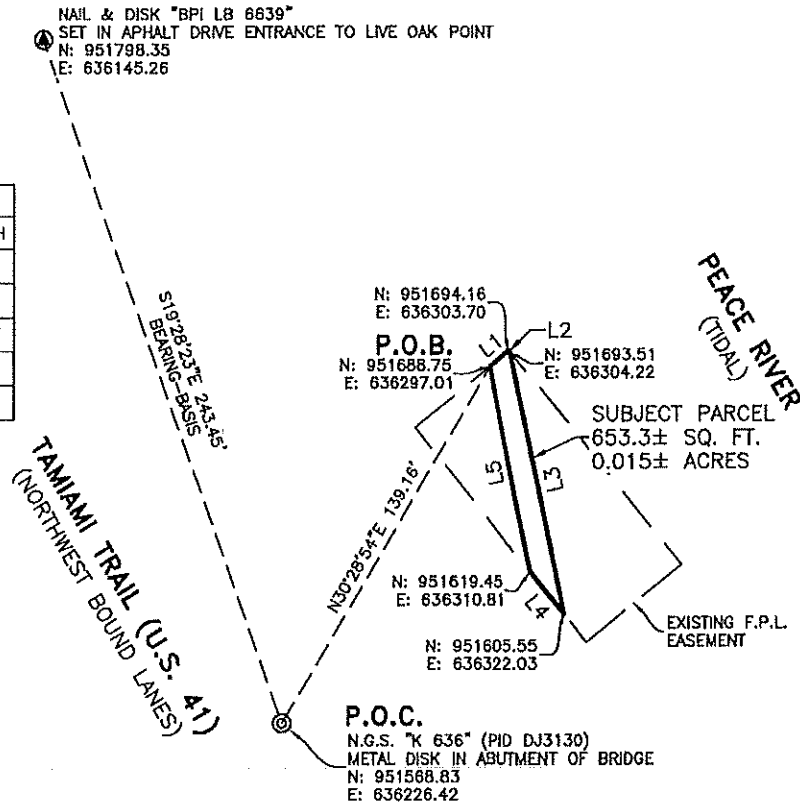 NAIL & DISK "BPI LB 6639"
SET IN APHALT DRIVE ENTRANCE TO LIVE OAK POINT
N: 951798.35
E: 636145.26
H
S19°28'23"E 243.45'
BEARING-BASIS
TAMIAMI TRAIL (U.S. 41)
(NORTHWEST BOUND LANES)
N: 951694.16
E: 636303.70
P.O.B.
N: 951688.75
E: 636297.01
L1
L2
N: 951693.51
E: 636304.22
PEACE RIVER
(TIDAL)
SUBJECT PARCEL
653.3± SQ. FT.
0.015± ACRES
L5
L3
N30°28'54"E 139.16'
N: 951619.45
E: 636310.81
L4
N: 951605.55
E: 636322.03
EXISTING F.P.L.
EASEMENT
P.O.C.
N.G.S. "K 636" (PID DJ3130)
METAL DISK IN ABUTMENT OF BRIDGE
N: 951568.83
E: 636226.42